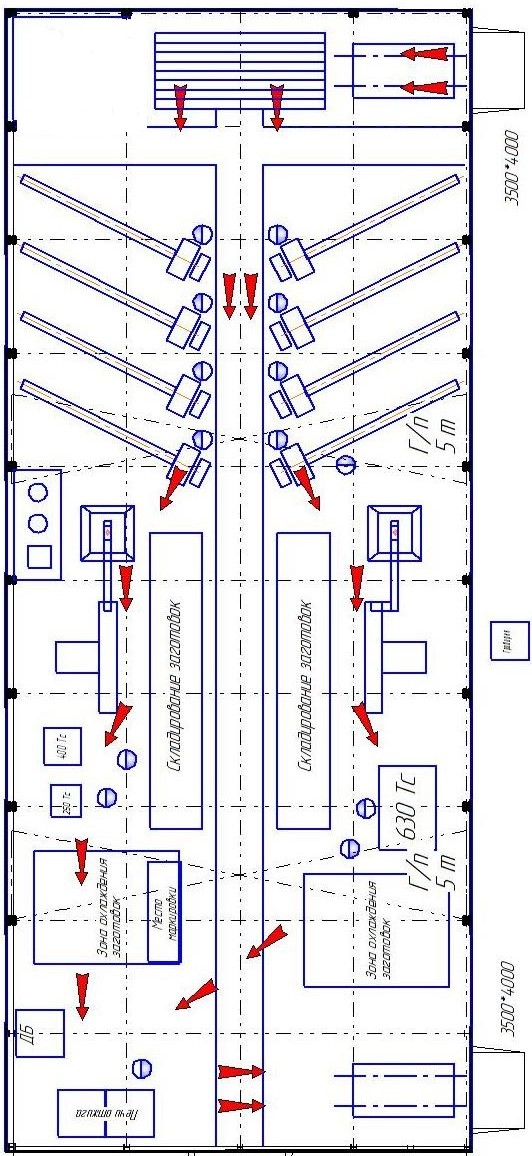 3500*4000
Г/п
5 т
Складирование заготовок
Складирование заготовок
400 Тс
250 Тс
630 Тс
Г/п
5 т
Зона охлаждения
заготовок
Место
маркировки
Зона охлаждения
заготовок
3500*4000
ДБ
Печи отжига